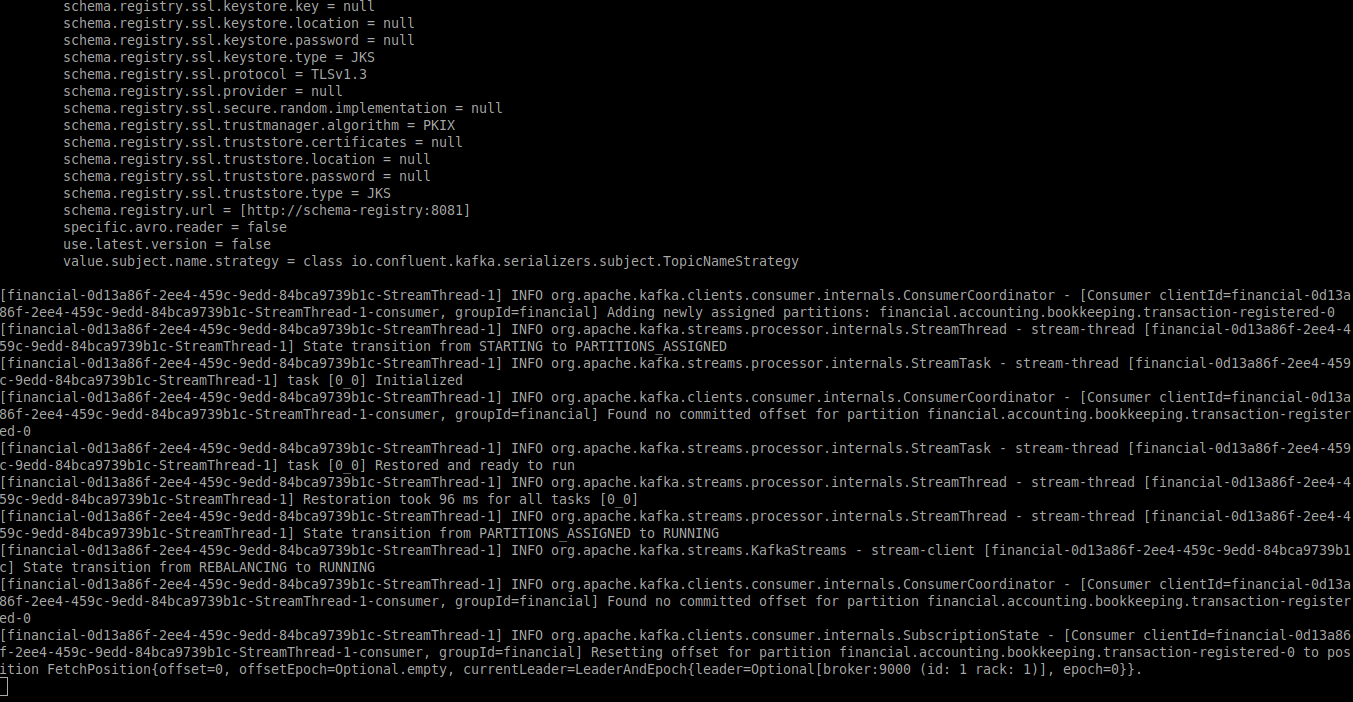 schema.registry.ssl.keystore.key = null
schema.registry.ssl.keystore.location = null
schema.registry.ssl.keystore.password = null
schema.registry.ssl.keystore.type = JKS
schema.registry.ssl.protocol = TLSv1.3
schema.registry.ssl.provider = null
schema.registry.ssl.secure.random.implementation = null
schema.registry.ssl.trustmanager.algorithm = PKIX
schema.registry.ssl.truststore.certificates = null
schema.registry.ssl.truststore.location = null
schema.registry.ssl.truststore.password = null
schema.registry.ssl.truststore.type = JKS
schema.registry.url = [http://schema-registry:8081]
specific.avro.reader = false
use.latest.version = false
value.subject.name.strategy = class io.confluent.kafka.serializers.subject.TopicNameStrategy
[financial-0d13a86f-2ee4-459c-9edd-84bca9739b1c-StreamThread-1] INFO org.apache.kafka.clients.consumer.internals.ConsumerCoordinator - [Consumer clientId=financial-0d13a
86f-2ee4-459c-9edd-84bca9739b1c-StreamThread-1-consumer, groupId=financial] Adding newly assigned partitions: financial.accounting.bookkeeping.transaction-registered-0
[financial-0d13a86f-2ee4-459c-9edd-84bca9739b1c-StreamThread-1] INFO org.apache.kafka.streams.processor.internals.StreamThread - stream-thread [financial-0d13a86f-2ee4-4
59c-9edd-84bca9739b1c-StreamThread-1] State transition from STARTING to PARTITIONS_ASSIGNED
[financial-0d13a86f-2ee4-459c-9edd-84bca9739b1c-StreamThread-1] INFO org.apache.kafka.streams.processor.internals.StreamTask - stream-thread [financial-0d13a86f-2ee4-459
c-9edd-84bca9739b1c-StreamThread-1] task [0_0] Initialized
[financial-0d13a86f-2ee4-459c-9edd-84bca9739b1c-StreamThread-1] INFO org.apache.kafka.clients.consumer.internals.ConsumerCoordinator - [Consumer clientId=financial-0d13a
86f-2ee4-459c-9edd-84bca9739b1c-StreamThread-1-consumer, groupId=financial] Found no committed offset for partition financial.accounting.bookkeeping.transaction-register
ed-0
[financial-0d13a86f-2ee4-459c-9edd-84bca9739b1c-StreamThread-1] INFO org.apache.kafka.streams.processor.internals.StreamTask - stream-thread [financial-0d13a86f-2ee4-459
c-9edd-84bca9739b1c-StreamThread-1] task [0_0] Restored and ready to run
[financial-0d13a86f-2ee4-459c-9edd-84bca9739b1c-StreamThread-1] INFO org.apache.kafka.streams.processor.internals.StreamThread - stream-thread [financial-0d13a86f-2ee4-4
59c-9edd-84bca9739b1c-StreamThread-1] Restoration took 96 ms for all tasks [0_0]
[financial-0d13a86f-2ee4-459c-9edd-84bca9739b1c-StreamThread-1] INFO org.apache.kafka.streams.processor.internals.StreamThread - stream-thread [financial-0d13a86f-2ee4-4
59c-9edd-84bca9739b1c-StreamThread-1] State transition from PARTITIONS_ASSIGNED to RUNNING
[financial-0d13a86f-2ee4-459c-9edd-84bca9739b1c-StreamThread-1] INFO org.apache.kafka.streams.KafkaStreams - stream-client [financial-0d13a86f-2ee4-459c-9edd-84bca9739b1
c] State transition from REBALANCING to RUNNING
[financial-0d13a86f-2ee4-459c-9edd-84bca9739b1c-StreamThread-1] INFO org.apache.kafka.clients.consumer.internals.ConsumerCoordinator - [Consumer clientId=financial-0d13a
86f-2ee4-459c-9edd-84bca9739b1c-StreamThread-1-consumer, groupId=financial] Found no committed offset for partition financial.accounting.bookkeeping.transaction-register
ed-0
[financial-0d13a86f-2ee4-459c-9edd-84bca9739b1c-StreamThread-1] INFO org.apache.kafka.clients.consumer.internals.SubscriptionState - [Consumer clientId=financial-0d13a86
f-2ee4-459c-9edd-84bca9739b1c-StreamThread-1-consumer, groupId=financial] Resetting offset for partition financial.accounting.bookkeeping.transaction-registered-0 to pos
ition FetchPosition{offset=0, offsetEpoch=Optional.empty, currentLeader=LeaderAndEpoch{leader=Optional[broker:9000 (id: 1 rack: 1)], epoch=0}}.